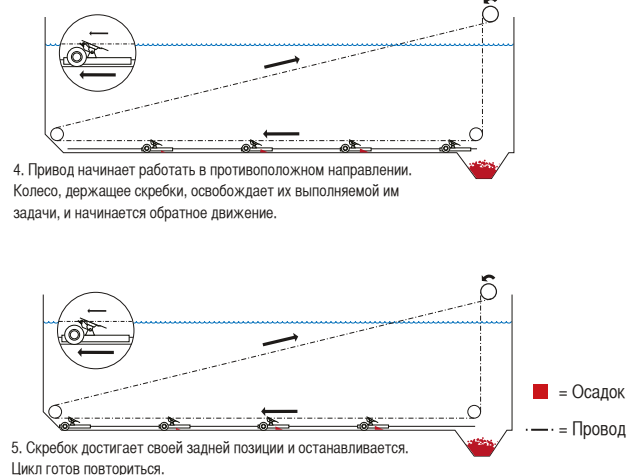 4. Привод начинает работать в противоположном направлении.
Колесо, держащее скребки, освобождает их выполняемой им
задачи, и начинается обратное движение.
= Осадок
= Провод
5. Скребок достигает своей задней позиции и останавливается.
Цикл готов повториться.